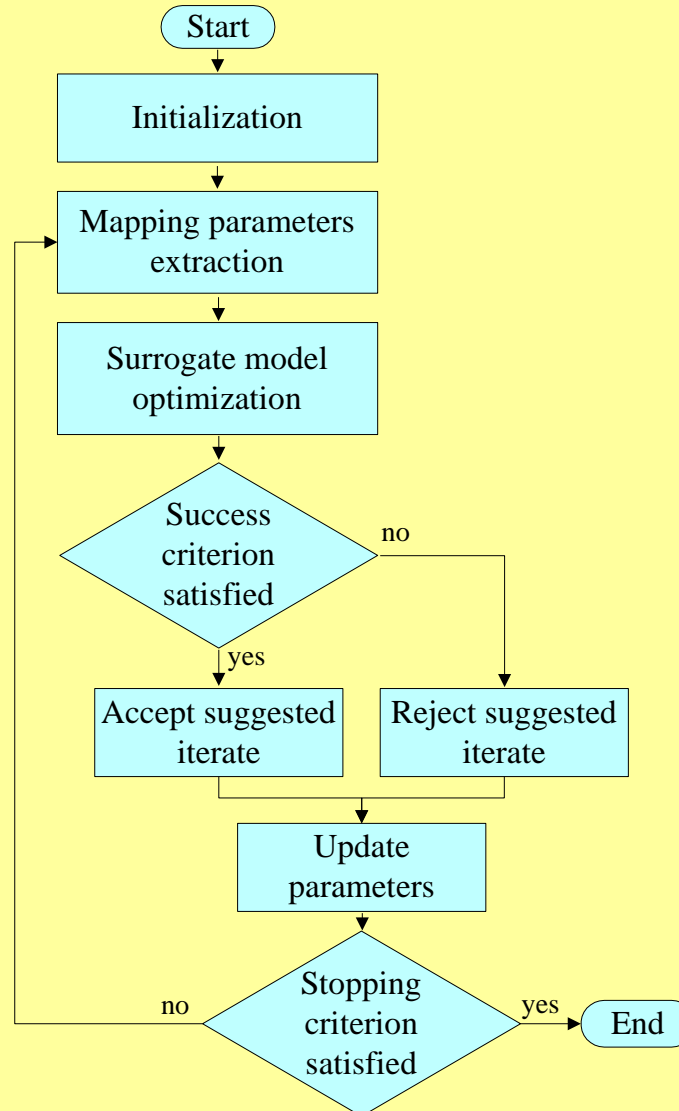 Start
Initialization
Mapping parameters
extraction
Surrogate model
optimization
Success
criterion
satisfied
no
yes
Accept suggested
iterate
Reject suggested
iterate
Update
parameters
Stopping
criterion
satisfied
no
yes
End